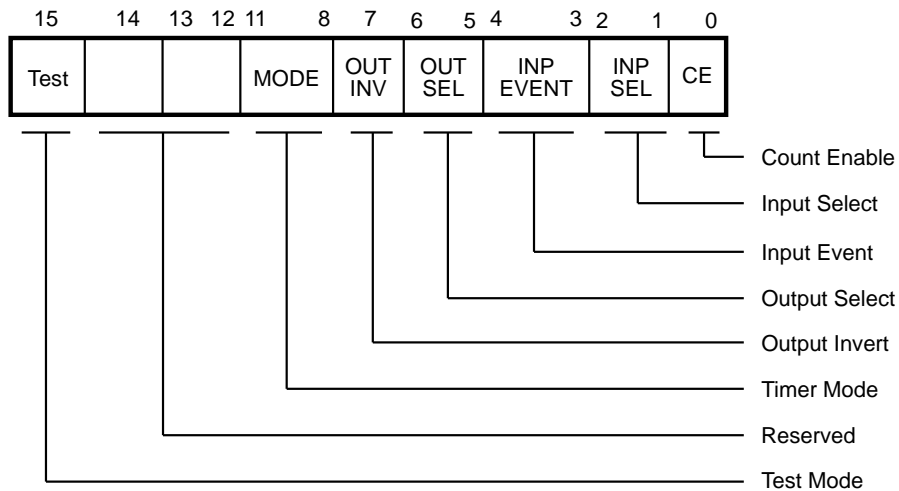 15 14 13 12 11 8 7 6 5 4 3 2 1 0
Test MODE OUT INV OUT SEL INP EVENT INP SEL CE
Count Enable
Input Select
Input Event
Output Select
Output Invert
Timer Mode
Reserved
Test Mode